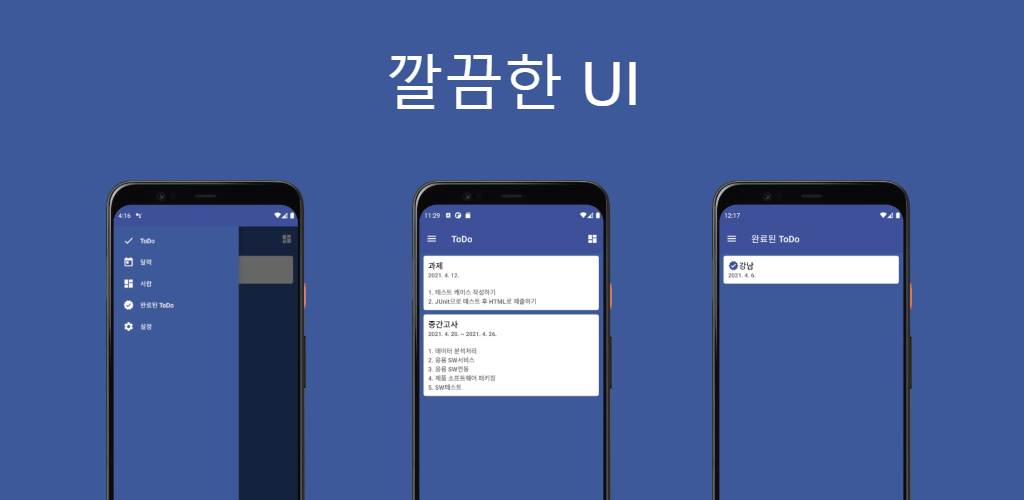 깔끔한 UI
4:16
ToDo
달력
서랍
완료된 ToDo
설정
11:29
ToDo
과제
2021. 4. 12.
1. 테스트 케이스 작성하기
2. JUnit으로 테스트 후 HTML로 제출하기
중간고사
2021. 4. 20. ~ 2021. 4. 26.
1. 데이터 분석처리
2. 응용 SW서비스
3. 응용 SW연동
4. 제품 소프트웨어 패키징
5. SW테스트
12:17
완료된 ToDo
강남
2021. 4. 6.